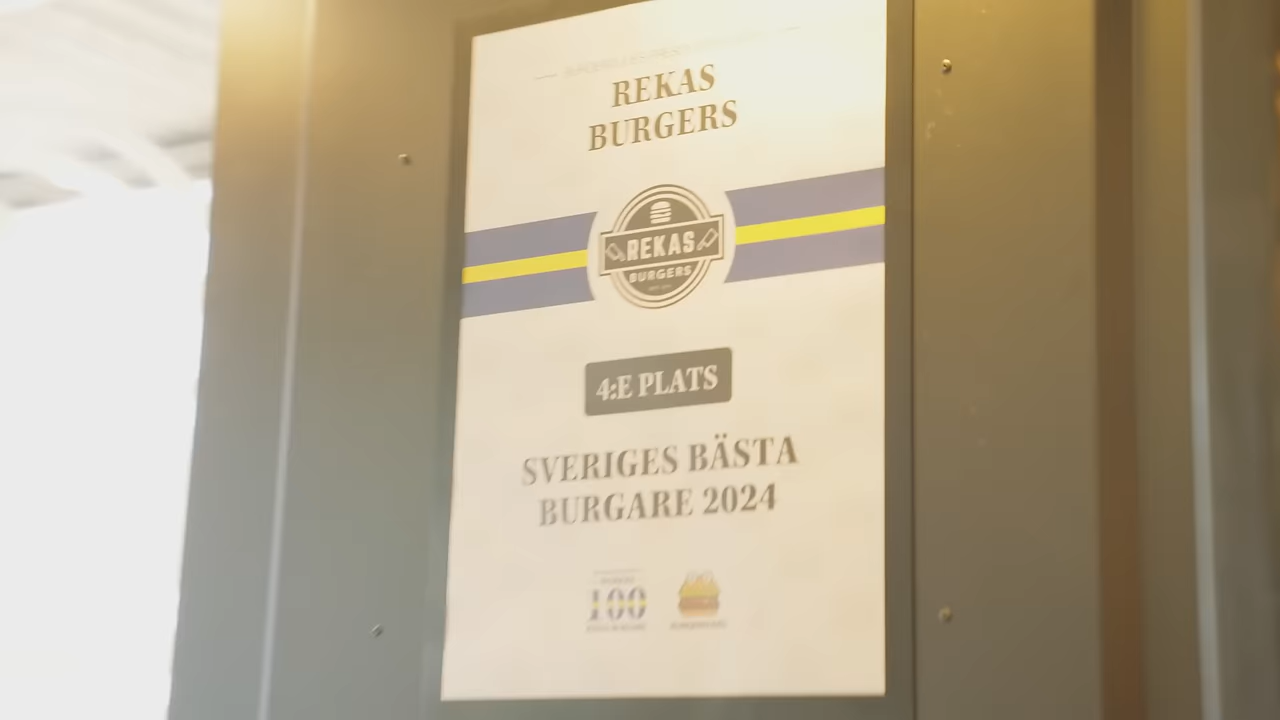 REKAS
BURGERS
REKAS
BURGERS
4:E PLATS
SVERIGES BÄSTA
BURGARE 2024
100